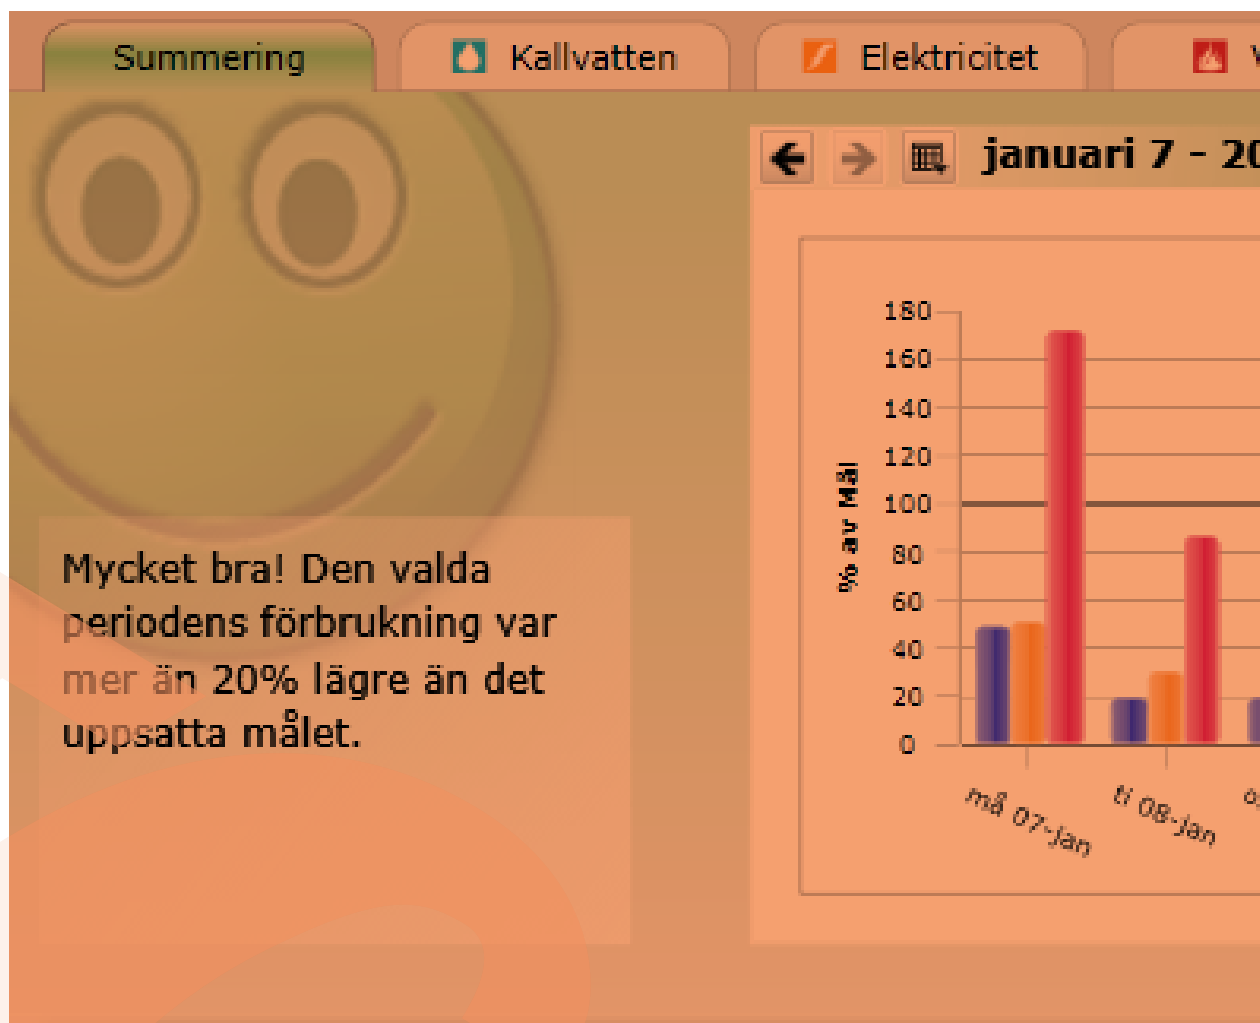 Summering
Kallvatten
Elektricitet
januari 7 - 20
180
160
140
120
100
80
60
40
20
0
% av Mål
må 07-jan
ti 08-jan
Mycket bra! Den valda
periodens förbrukning var
mer än 20% lägre än det
uppsatta målet.